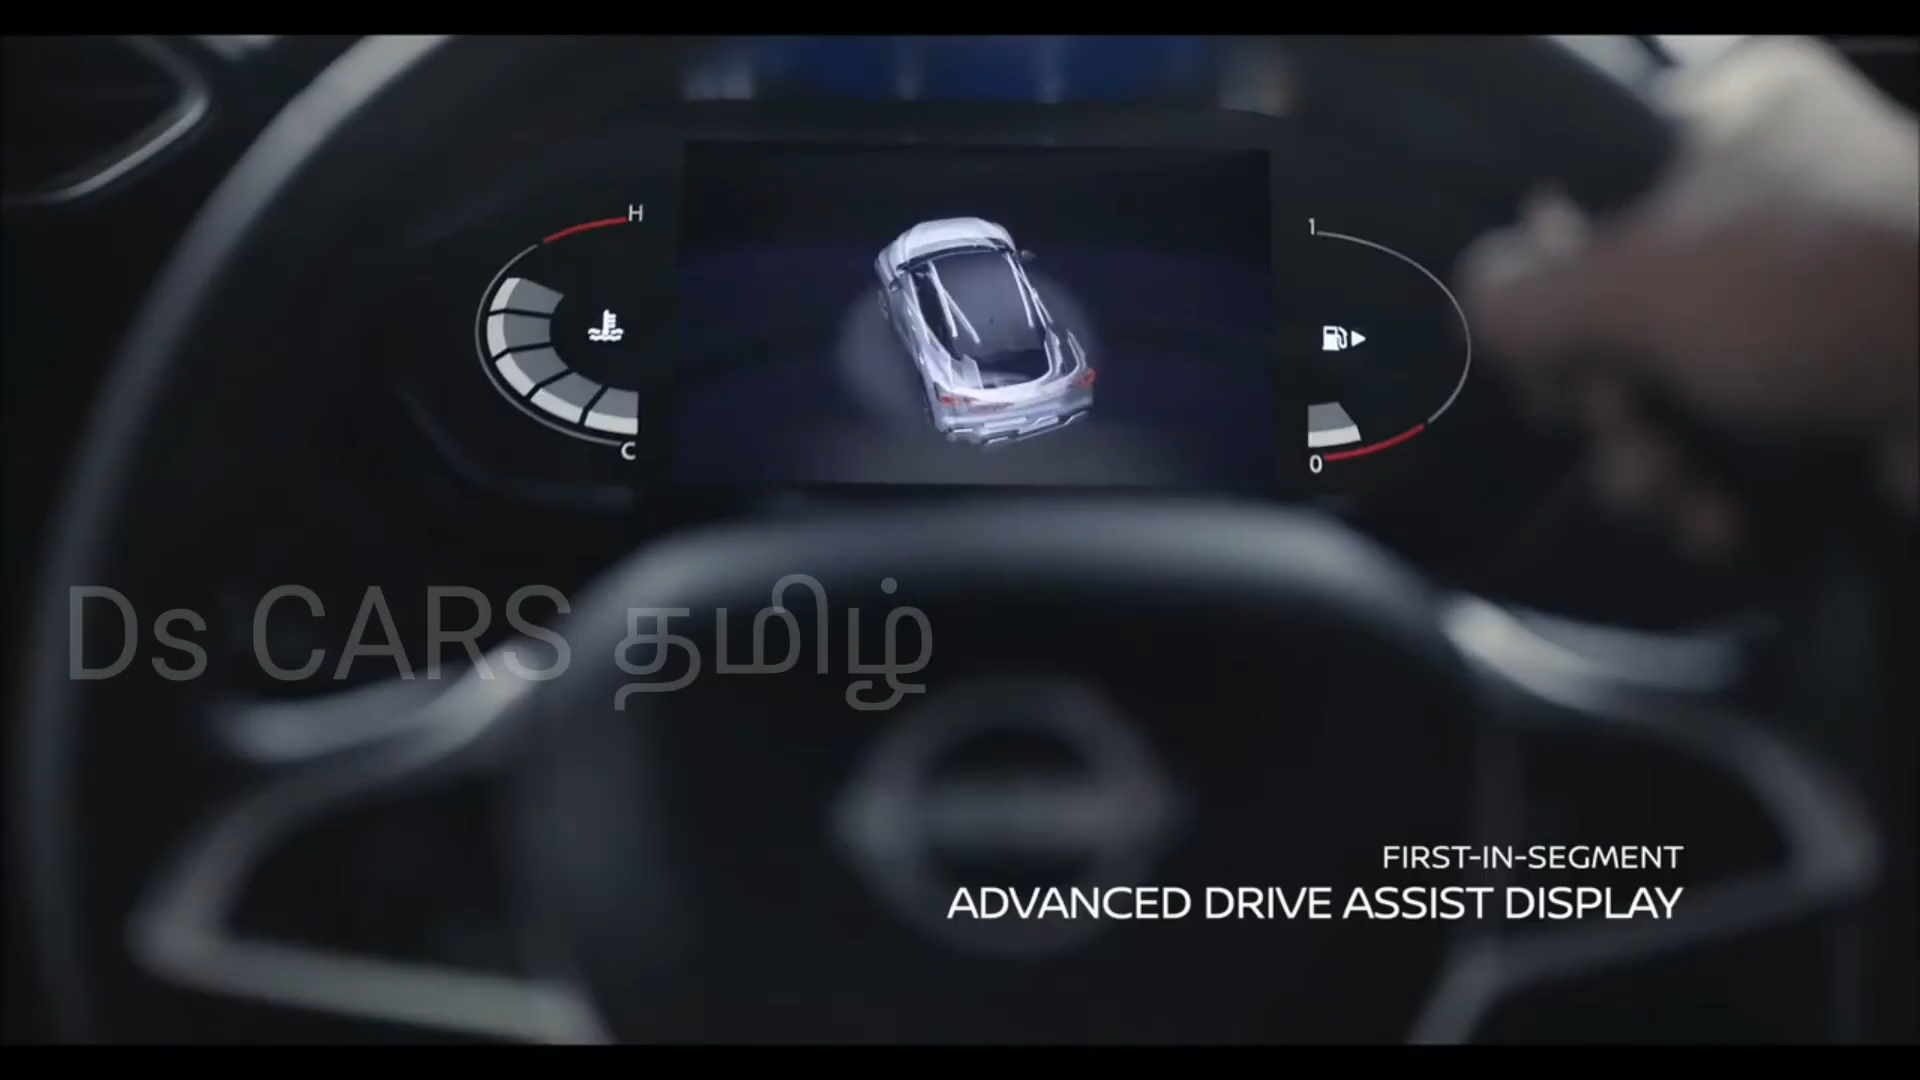 H
1
C
0
Ds CARS தமிழ்
FIRST-IN-SEGMENT
ADVANCED DRIVE ASSIST DISPLAY